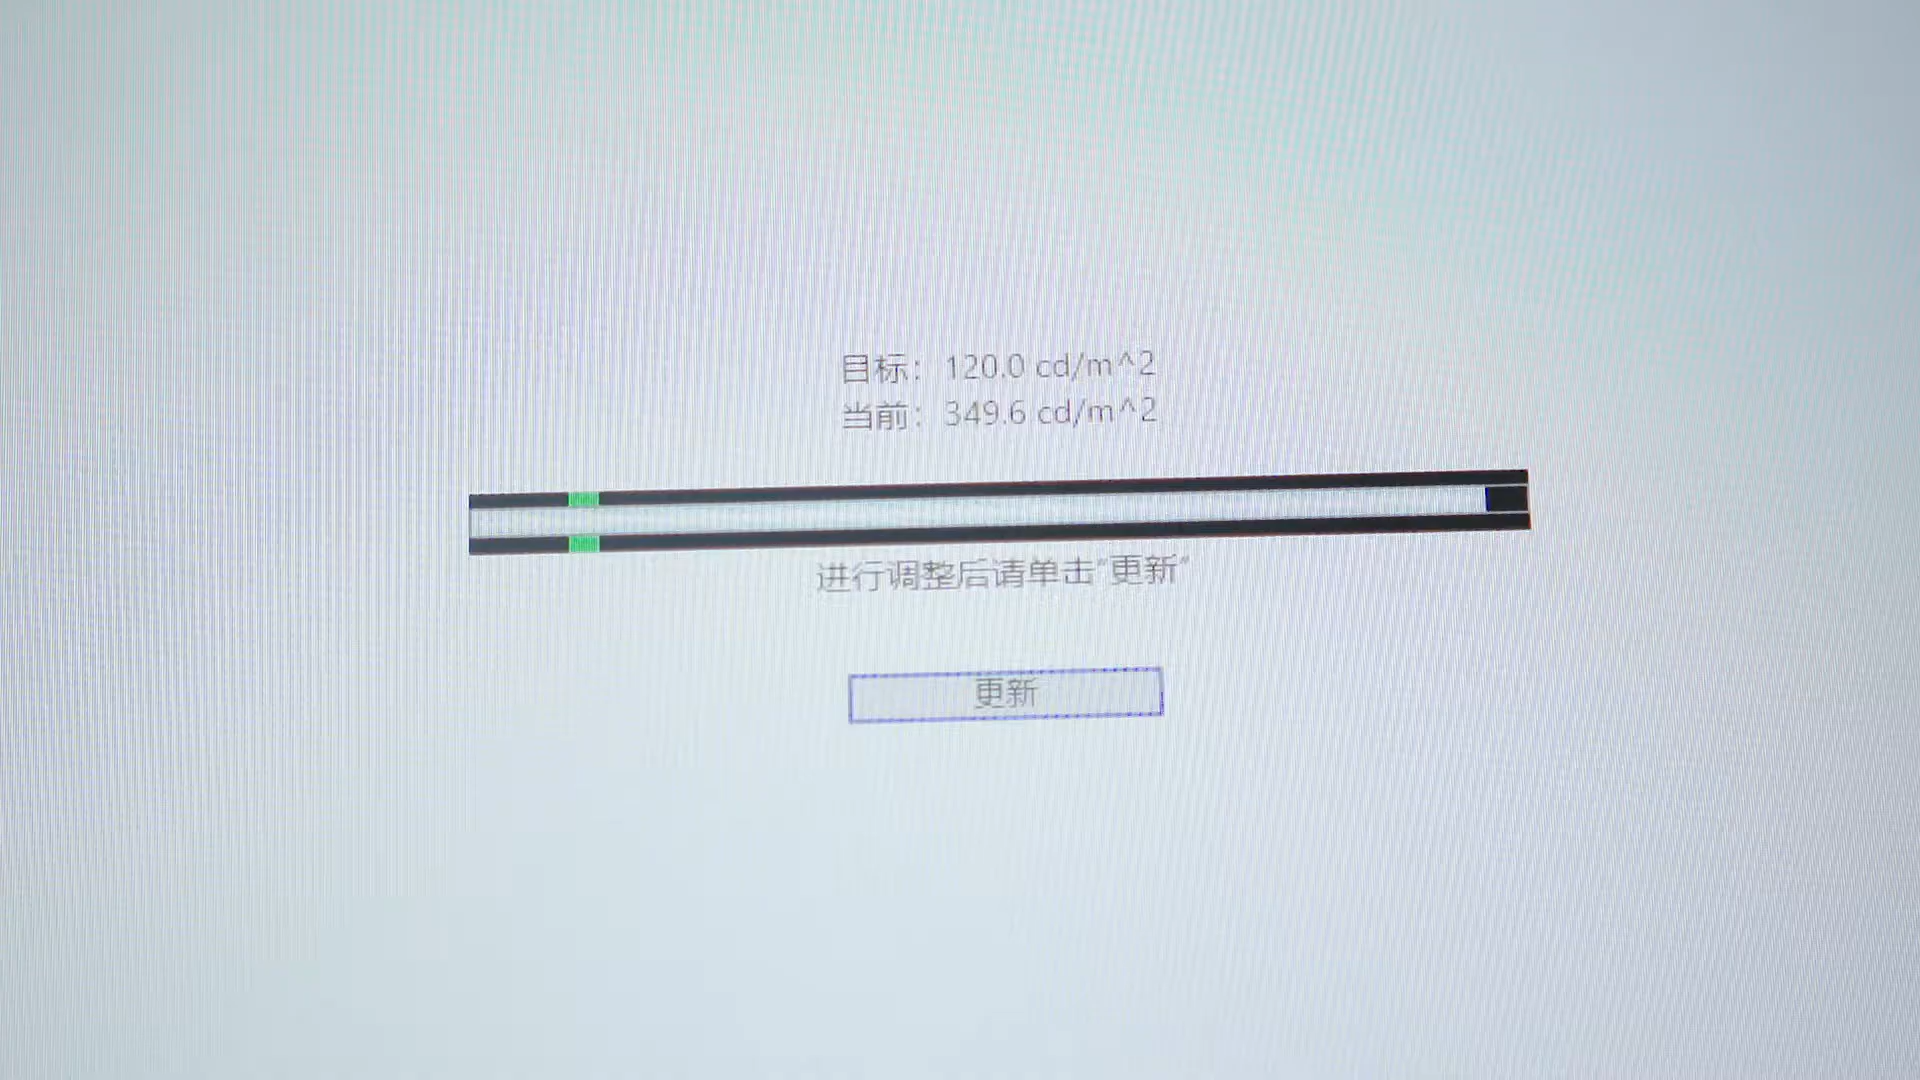 目标： 120.0 cd/m^2
当前： 349.6 cd/m^2
进行调整后请单击“更新”
更新